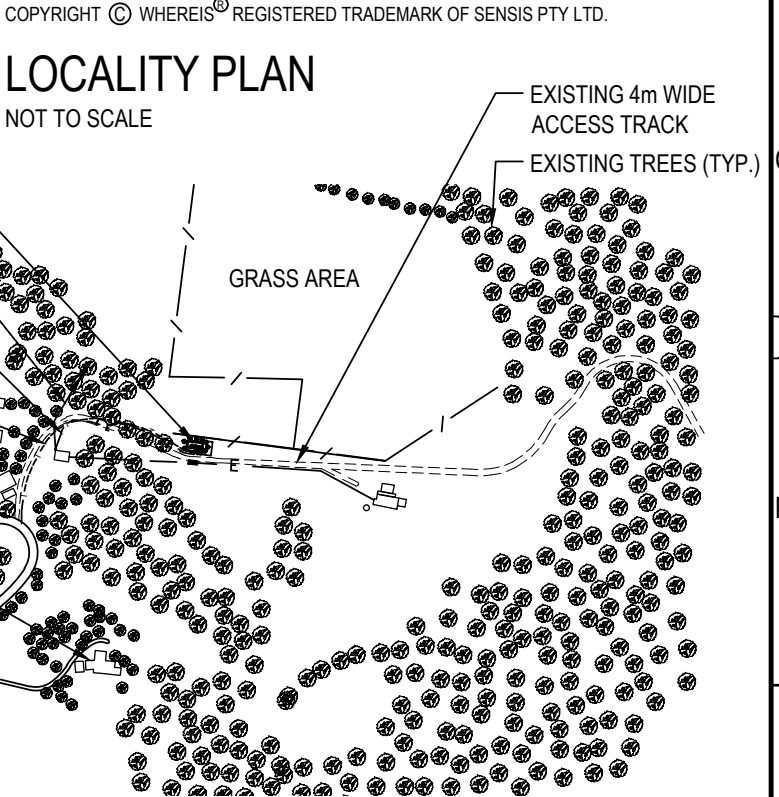 COPYRIGHT Ⓒ WHEREIS® REGISTERED TRADEMARK OF SENSIS PTY LTD.
LOCALITY PLAN
NOT TO SCALE
EXISTING 4m WIDE
ACCESS TRACK
EXISTING TREES (TYP.)
GRASS AREA
E